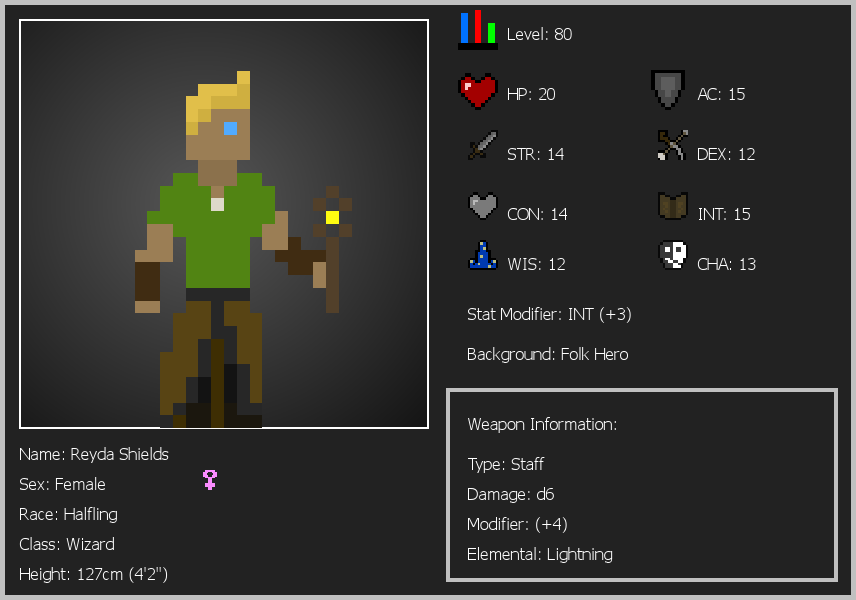 Level: 80
HP: 20
AC: 15
STR: 14
DEX: 12
CON: 14
INT: 15
WIS: 12
CHA: 13
Stat Modifier: INT (+3)
Background: Folk Hero
Weapon Information:
Type: Staff
Damage: d6
Modifier: (+4)
Elemental: Lightning
Name: Reyda Shields
Sex: Female
Race: Halfling
Class: Wizard
Height: 127cm (4'2")